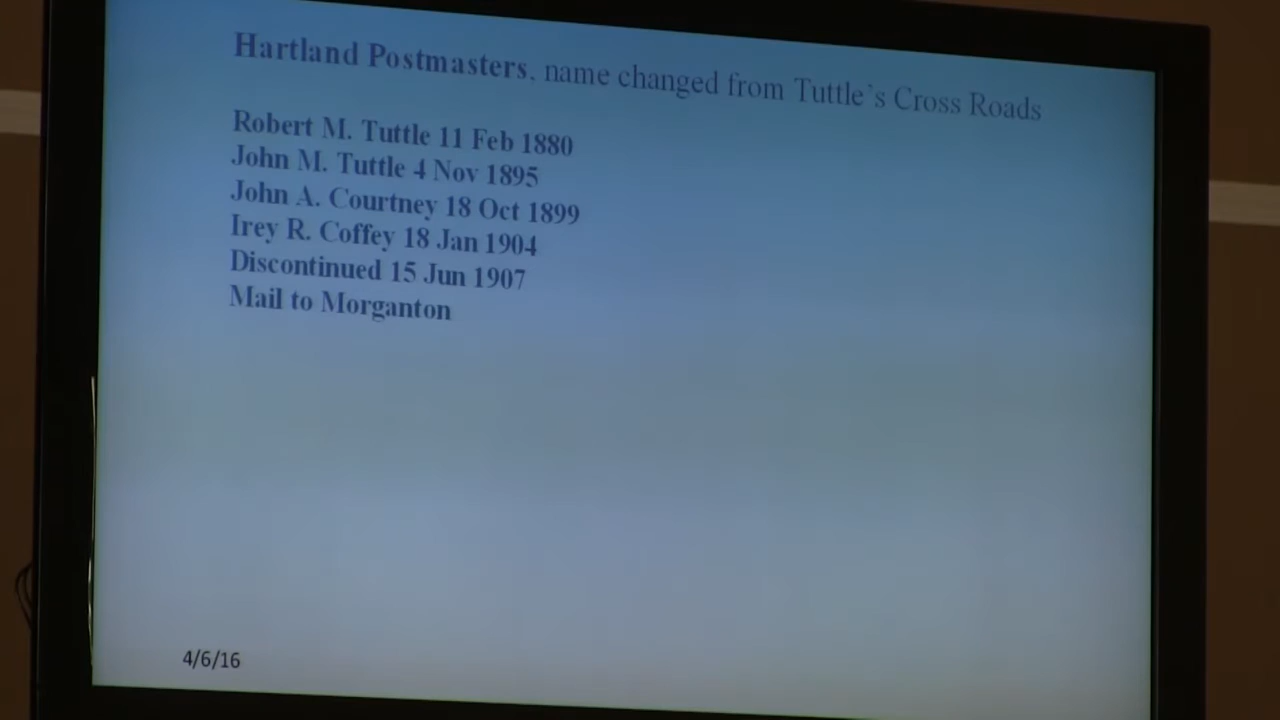 Hartland Postmasters, name changed from Tuttle`s Cross Roads
Robert M. Tuttle 11 Feb 1880
John M. Tuttle 4 Nov 1895
John A. Courtney 18 Oct 1899
Irey R. Coffey 18 Jan 1904
Discontinued 15 Jun 1907
Mail to Morganton
4/6/16